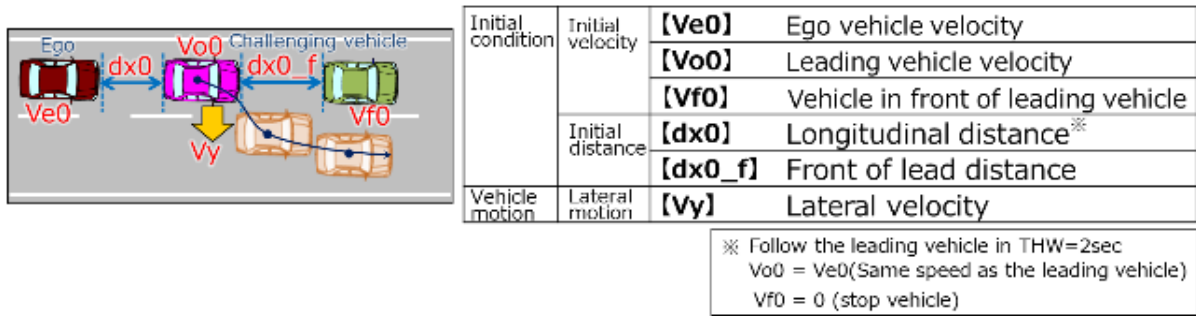 Ego
Vo0
Challenging vehicle
dx0
dx0_f
Ve0
Vf0
Vy
Initial condition
Initial velocity
【Ve0】 Ego vehicle velocity
【Vo0】 Leading vehicle velocity
【Vf0】 Vehicle in front of leading vehicle
Initial distance
【dx0】 Longitudinal distance※
【dx0_f】 Front of lead distance
Vehicle motion
Lateral motion
【Vy】 Lateral velocity
※ Follow the leading vehicle in THW=2sec
Vo0 = Ve0(Same speed as the leading vehicle)
Vf0 = 0 (stop vehicle)